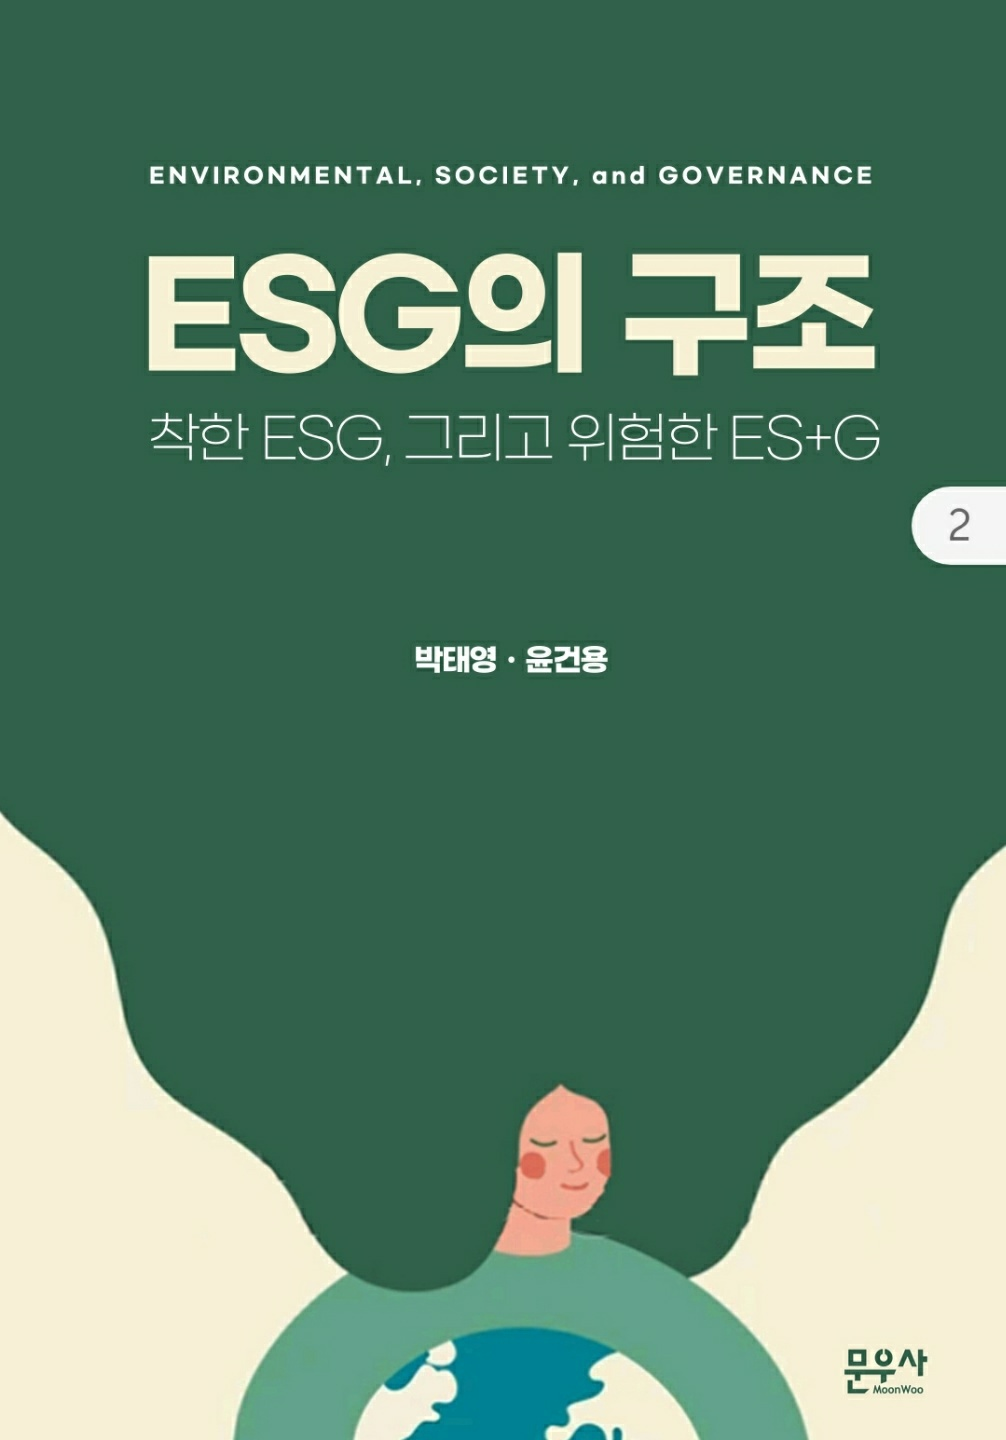 ENVIRONMENTAL, SOCIETY, and GOVERNANCE
ESG의 구조
착한 ESG, 그리고 위험한 ES+G
2
박태영 · 윤건용
문우사
MoonWoo